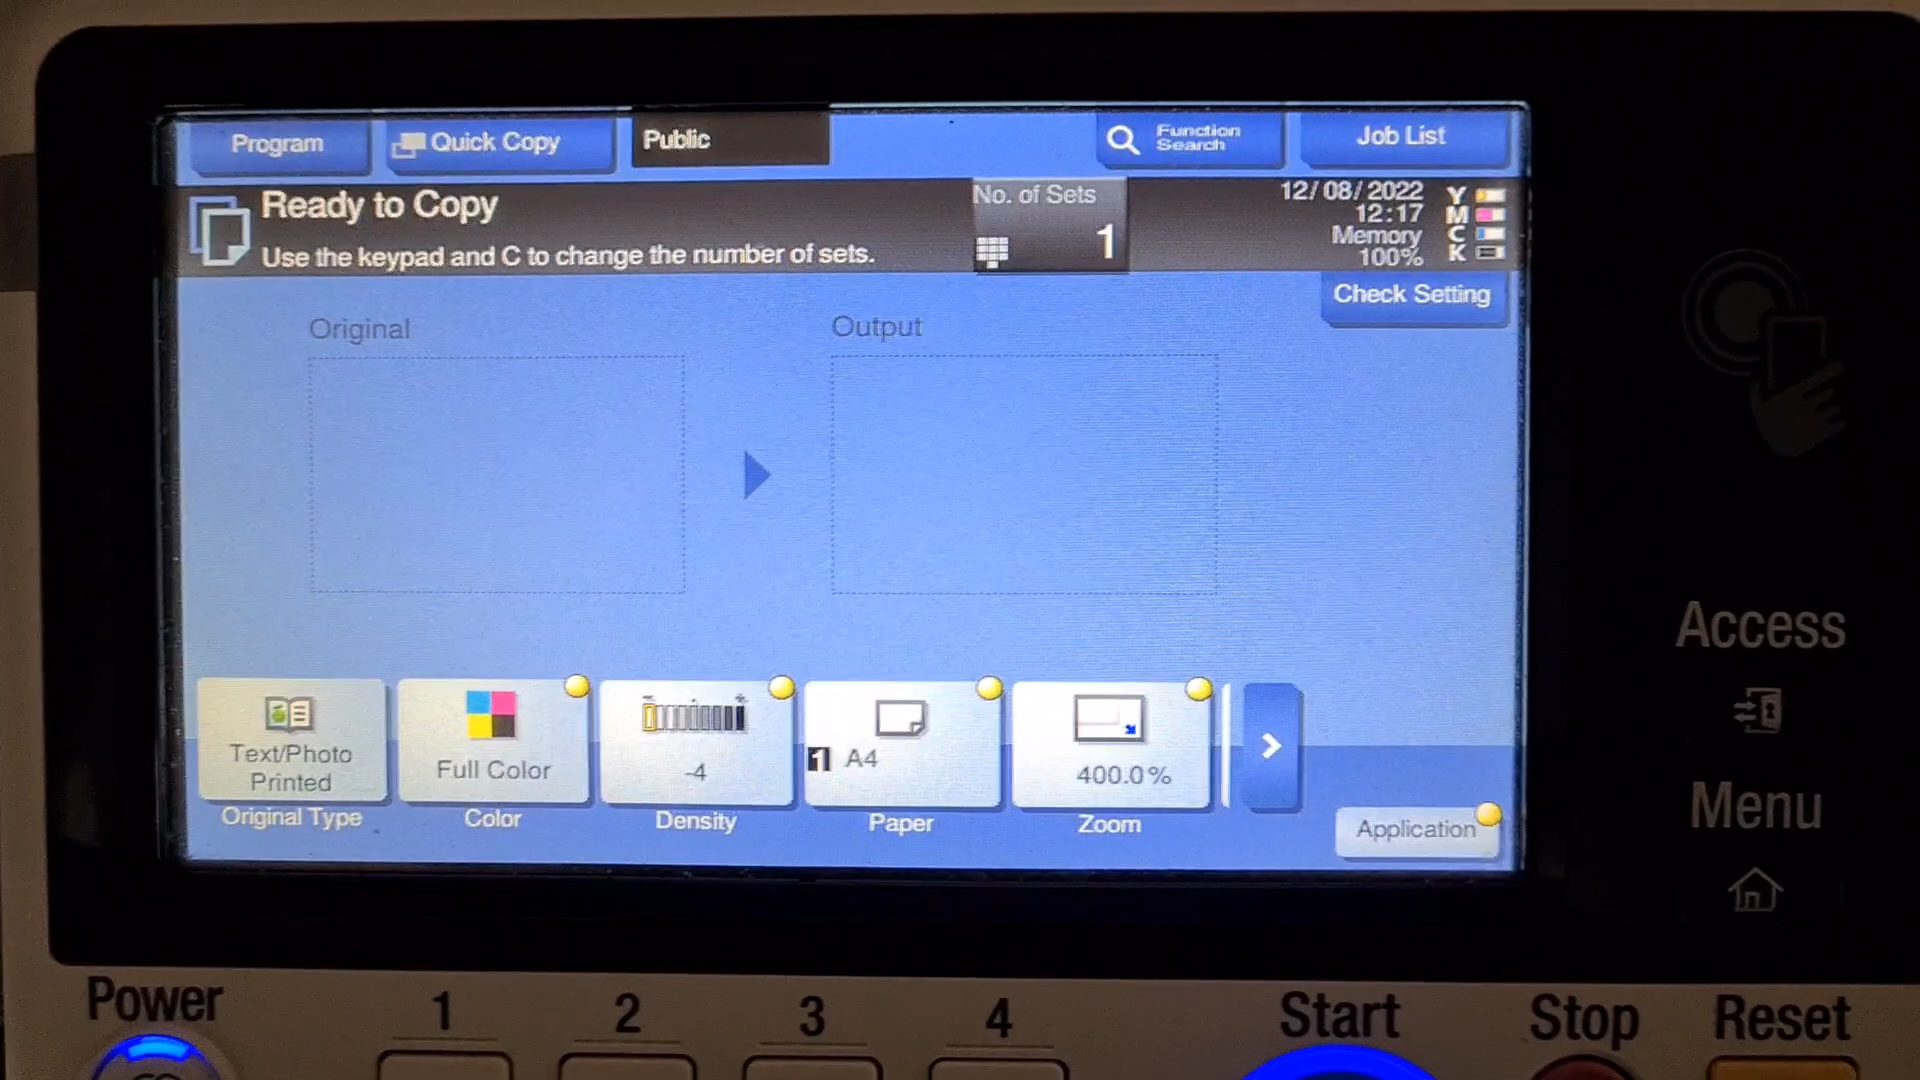 Program
Quick Copy
Public
Function
Search
Job List
Ready to Copy
Use the keypad and C to change the number of sets.
No. of Sets
1
12/08/2022
12:17
Memory
100%
Y
M
C
K
Check Setting
Original
Output
Text/Photo
Printed
Original Type
Full Color
Color
-4
Density
1 A4
Paper
400.0%
Zoom
Application
Access
Menu
Power
1
2
3
4
Start
Stop
Reset